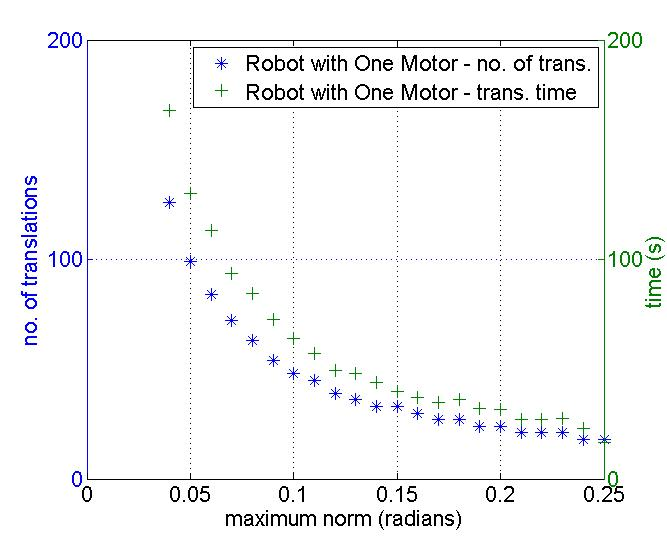 200
200
Robot with One Motor - no. of trans.
Robot with One Motor - trans. time
no. of translations
100
100
time (s)
0
0
0
0.05
0.1
0.15
0.2
0.25
maximum norm (radians)